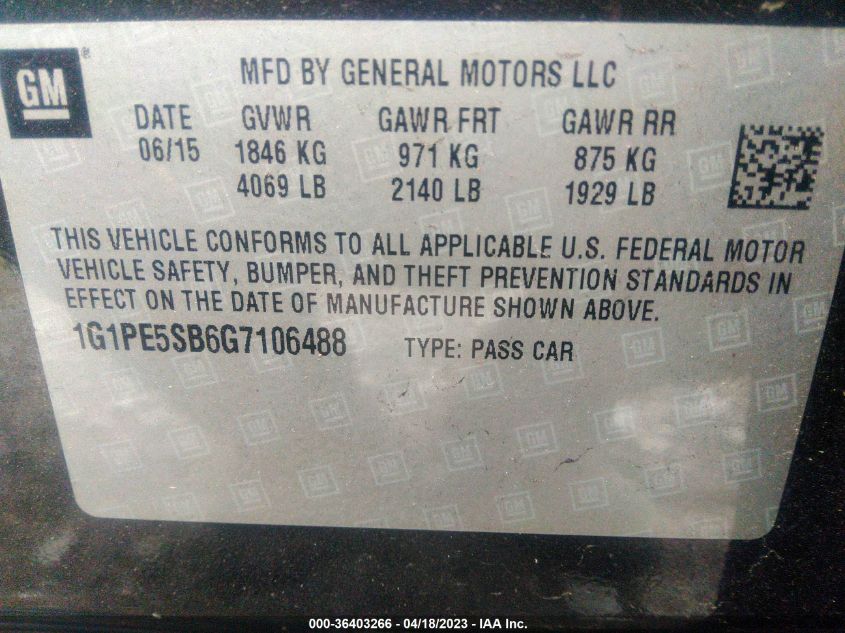 GM ®
MFD BY GENERAL MOTORS LLC
DATE GVWR GAWR FRT GAWR RR
06/15 1846 KG 971 KG 875 KG
4069 LB 2140 LB 1929 LB
THIS VEHICLE CONFORMS TO ALL APPLICABLE U.S. FEDERAL MOTOR
VEHICLE SAFETY, BUMPER, AND THEFT PREVENTION STANDARDS IN
EFFECT ON THE DATE OF MANUFACTURE SHOWN ABOVE.
1G1PE5SB6G7106488 TYPE: PASS CAR
000-36403266 - 04/18/2023 - IAA Inc.